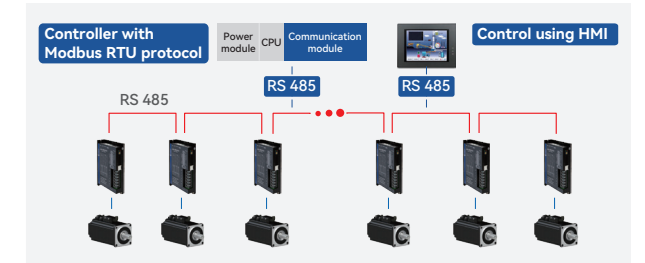 Controller with
Modbus RTU protocol
Power
module
CPU
Communication
module
Control using HMI
RS 485
RS 485
RS 485